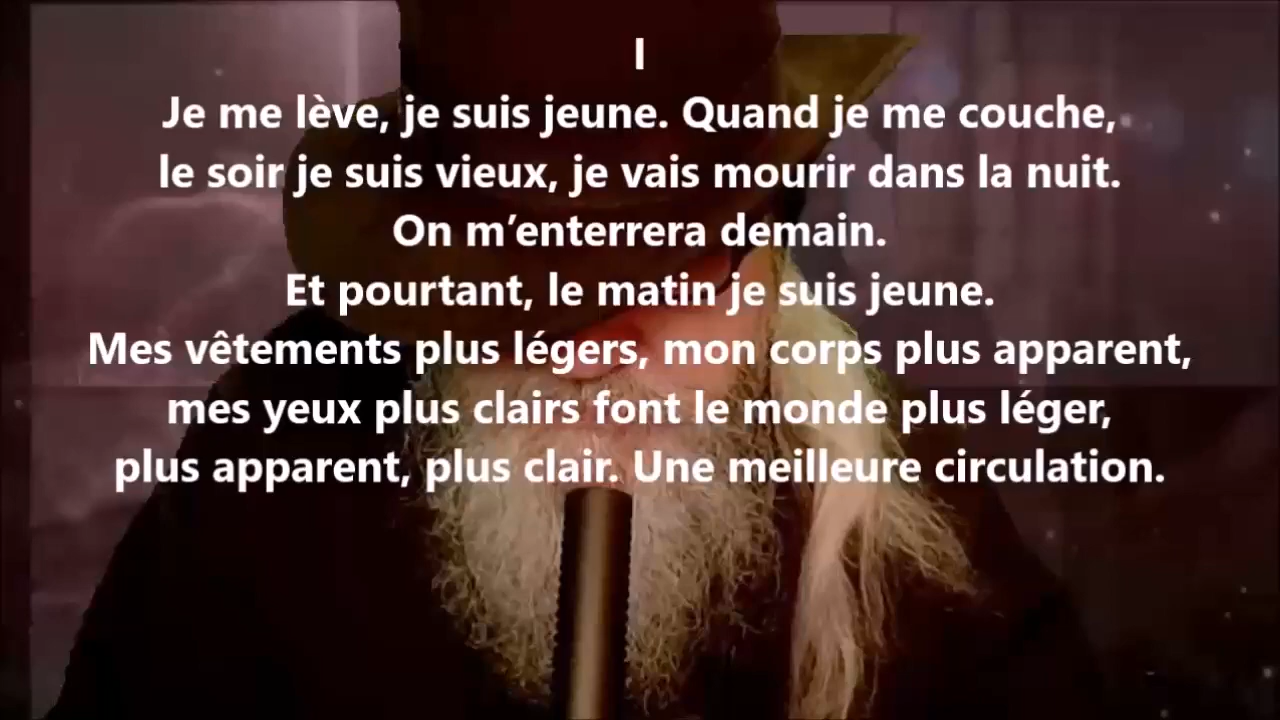 I
Je me lève, je suis jeune. Quand je me couche,
le soir je suis vieux, je vais mourir dans la nuit.
On m’enterrera demain.
Et pourtant, le matin je suis jeune.
Mes vêtements plus légers, mon corps plus apparent,
mes yeux plus clairs font le monde plus léger,
plus apparent, plus clair. Une meilleure circulation.